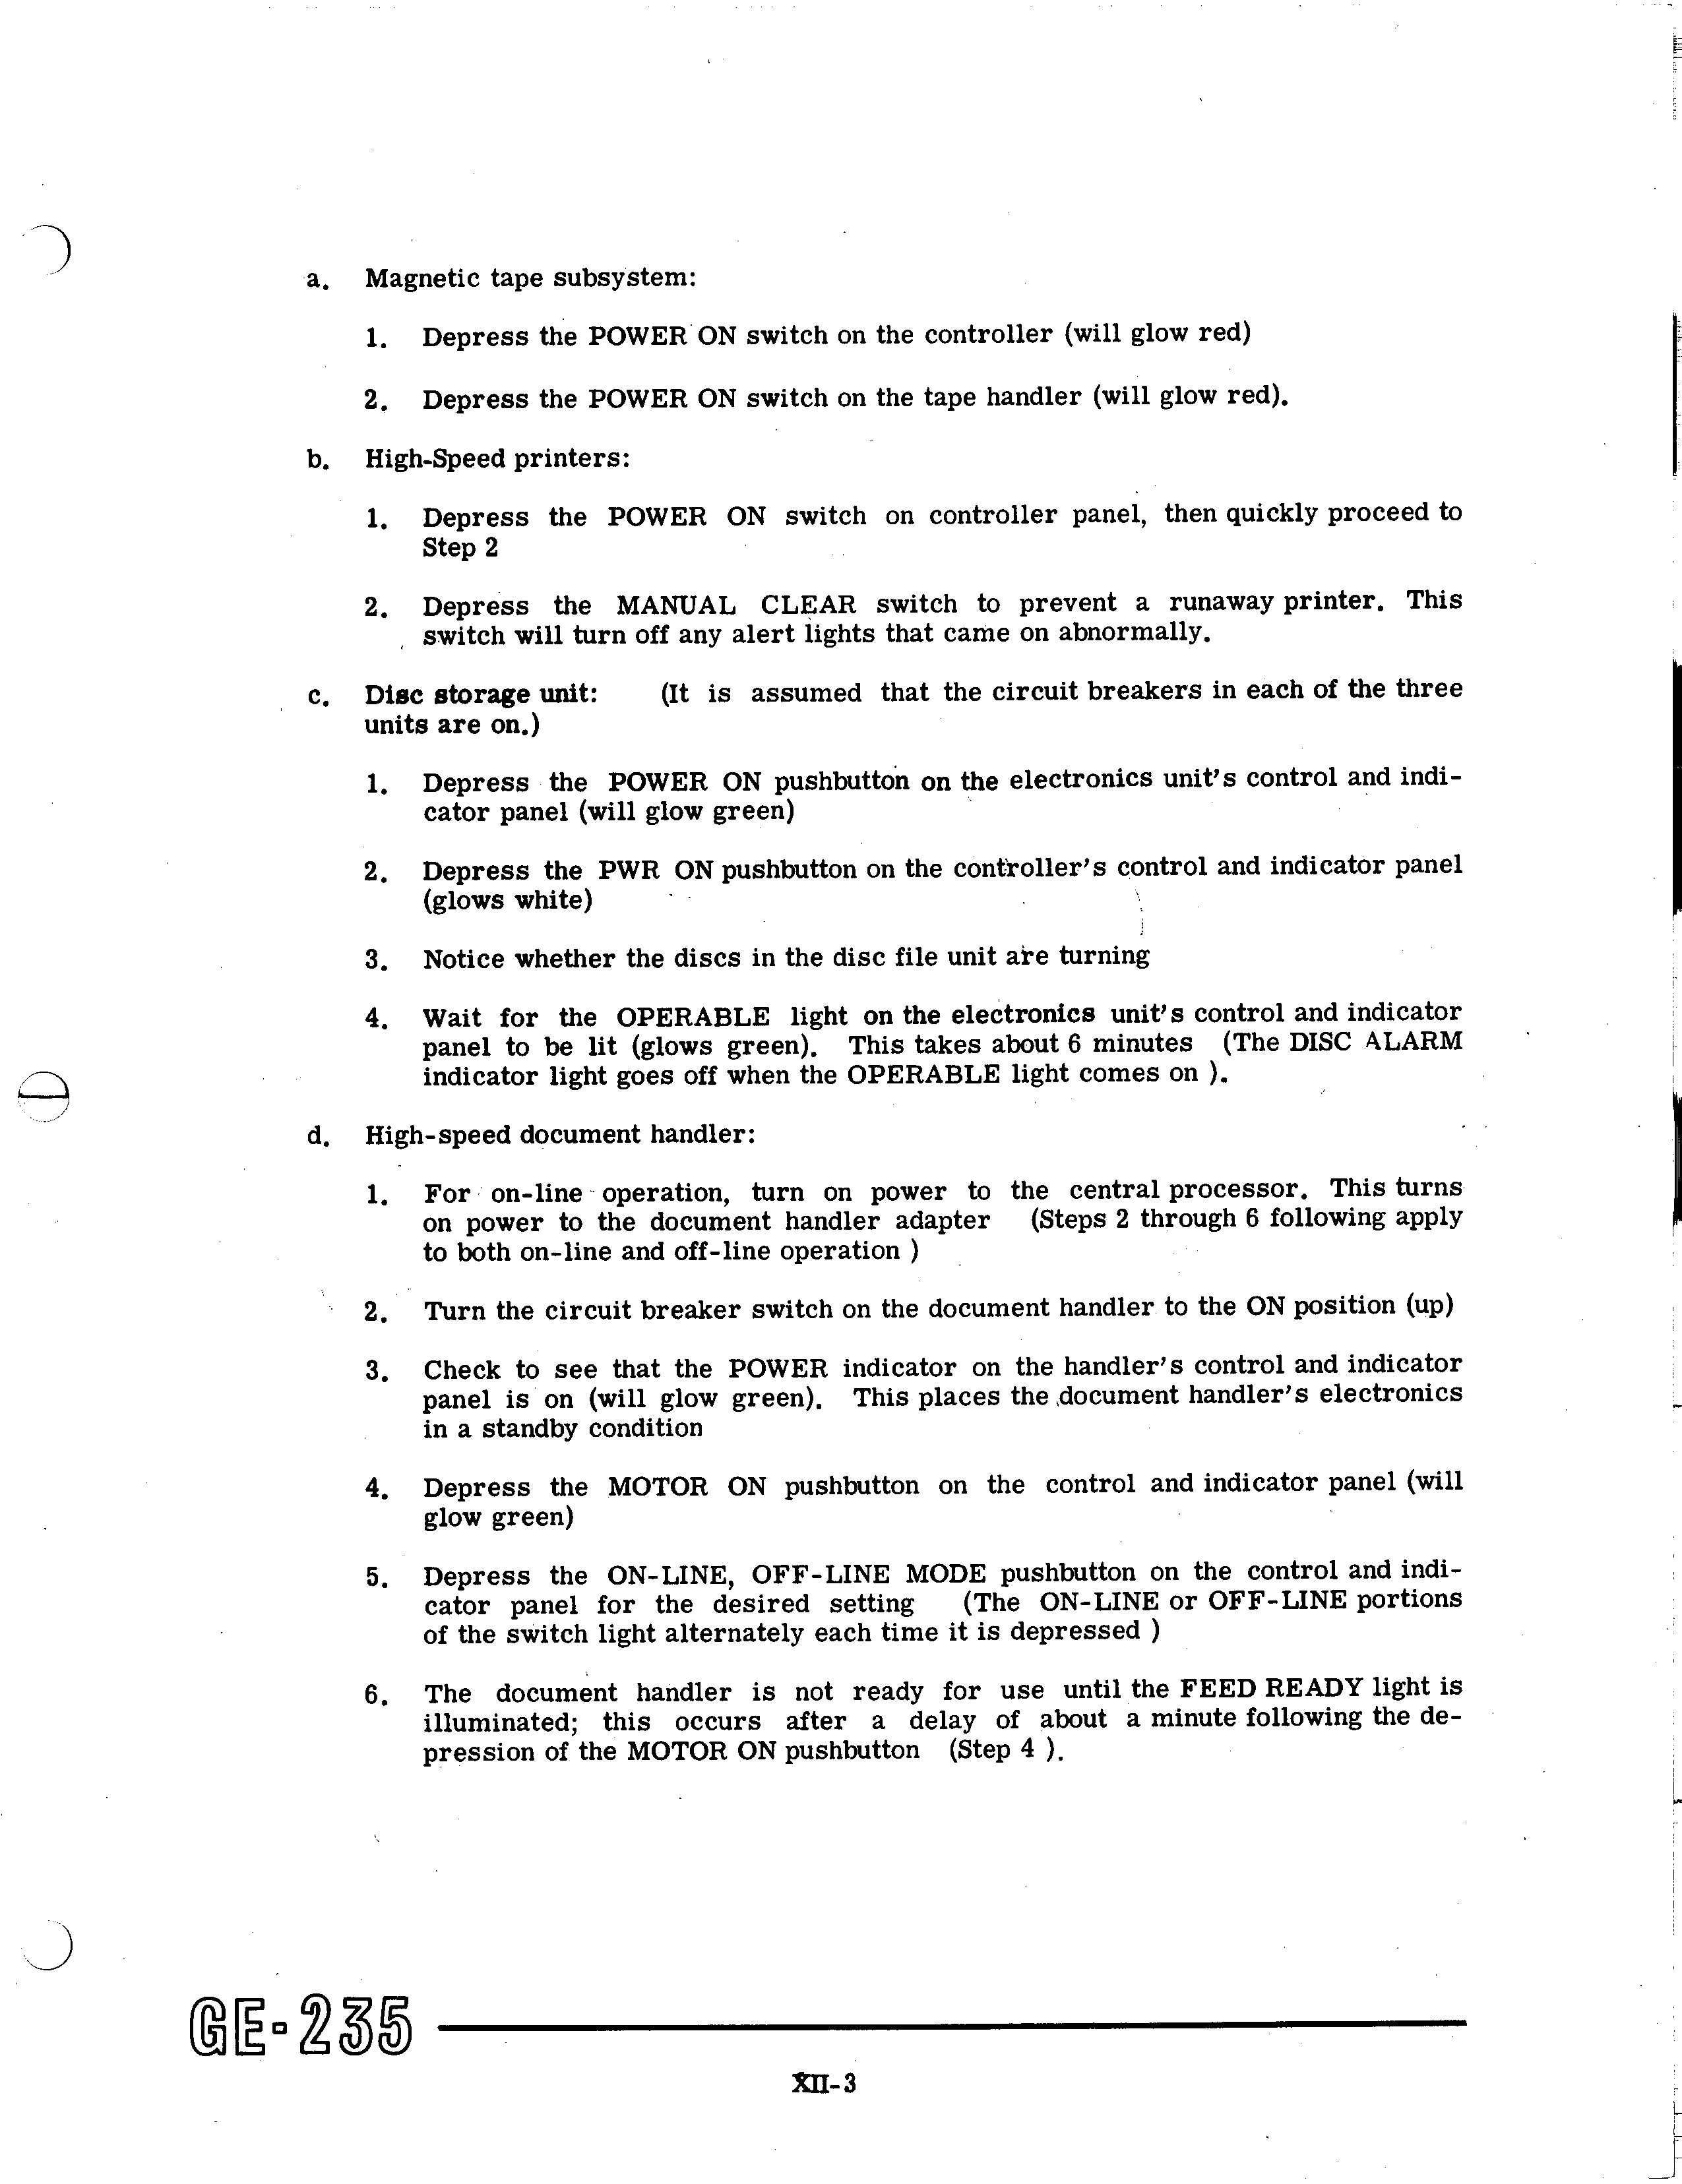 a. Magnetic tape subsystem:
1. Depress the POWER ON switch on the controller (will glow red)
2. Depress the POWER ON switch on the tape handler (will glow red).
b. High-Speed printers:
1. Depress the POWER ON switch on controller panel, then quickly proceed to
Step 2
2. Depress the MANUAL CLEAR switch to prevent a runaway printer. This
switch will turn off any alert lights that came on abnormally.
c. Disc storage unit: (It is assumed that the circuit breakers in each of the three
units are on.)
1. Depress the POWER ON pushbutton on the electronics unit's control and indi-
cator panel (will glow green)
2. Depress the PWR ON pushbutton on the controller's control and indicator panel
(glows white)
3. Notice whether the discs in the disc file unit are turning
4. Wait for the OPERABLE light on the electronics unit's control and indicator
panel to be lit (glows green). This takes about 6 minutes (The DISC ALARM
indicator light goes off when the OPERABLE light comes on ).
d. High-speed document handler:
1. For on-line operation, turn on power to the central processor. This turns
on power to the document handler adapter (Steps 2 through 6 following apply
to both on-line and off-line operation )
2. Turn the circuit breaker switch on the document handler to the ON position (up)
3. Check to see that the POWER indicator on the handler's control and indicator
panel is on (will glow green). This places the document handler's electronics
in a standby condition
4. Depress the MOTOR ON pushbutton on the control and indicator panel (will
glow green)
5. Depress the ON-LINE, OFF-LINE MODE pushbutton on the control and indi-
cator panel for the desired setting (The ON-LINE or OFF-LINE portions
of the switch light alternately each time it is depressed )
6. The document handler is not ready for use until the FEED READY light is
illuminated; this occurs after a delay of about a minute following the de-
pression of the MOTOR ON pushbutton (Step 4 ).
GE-235
XII-3